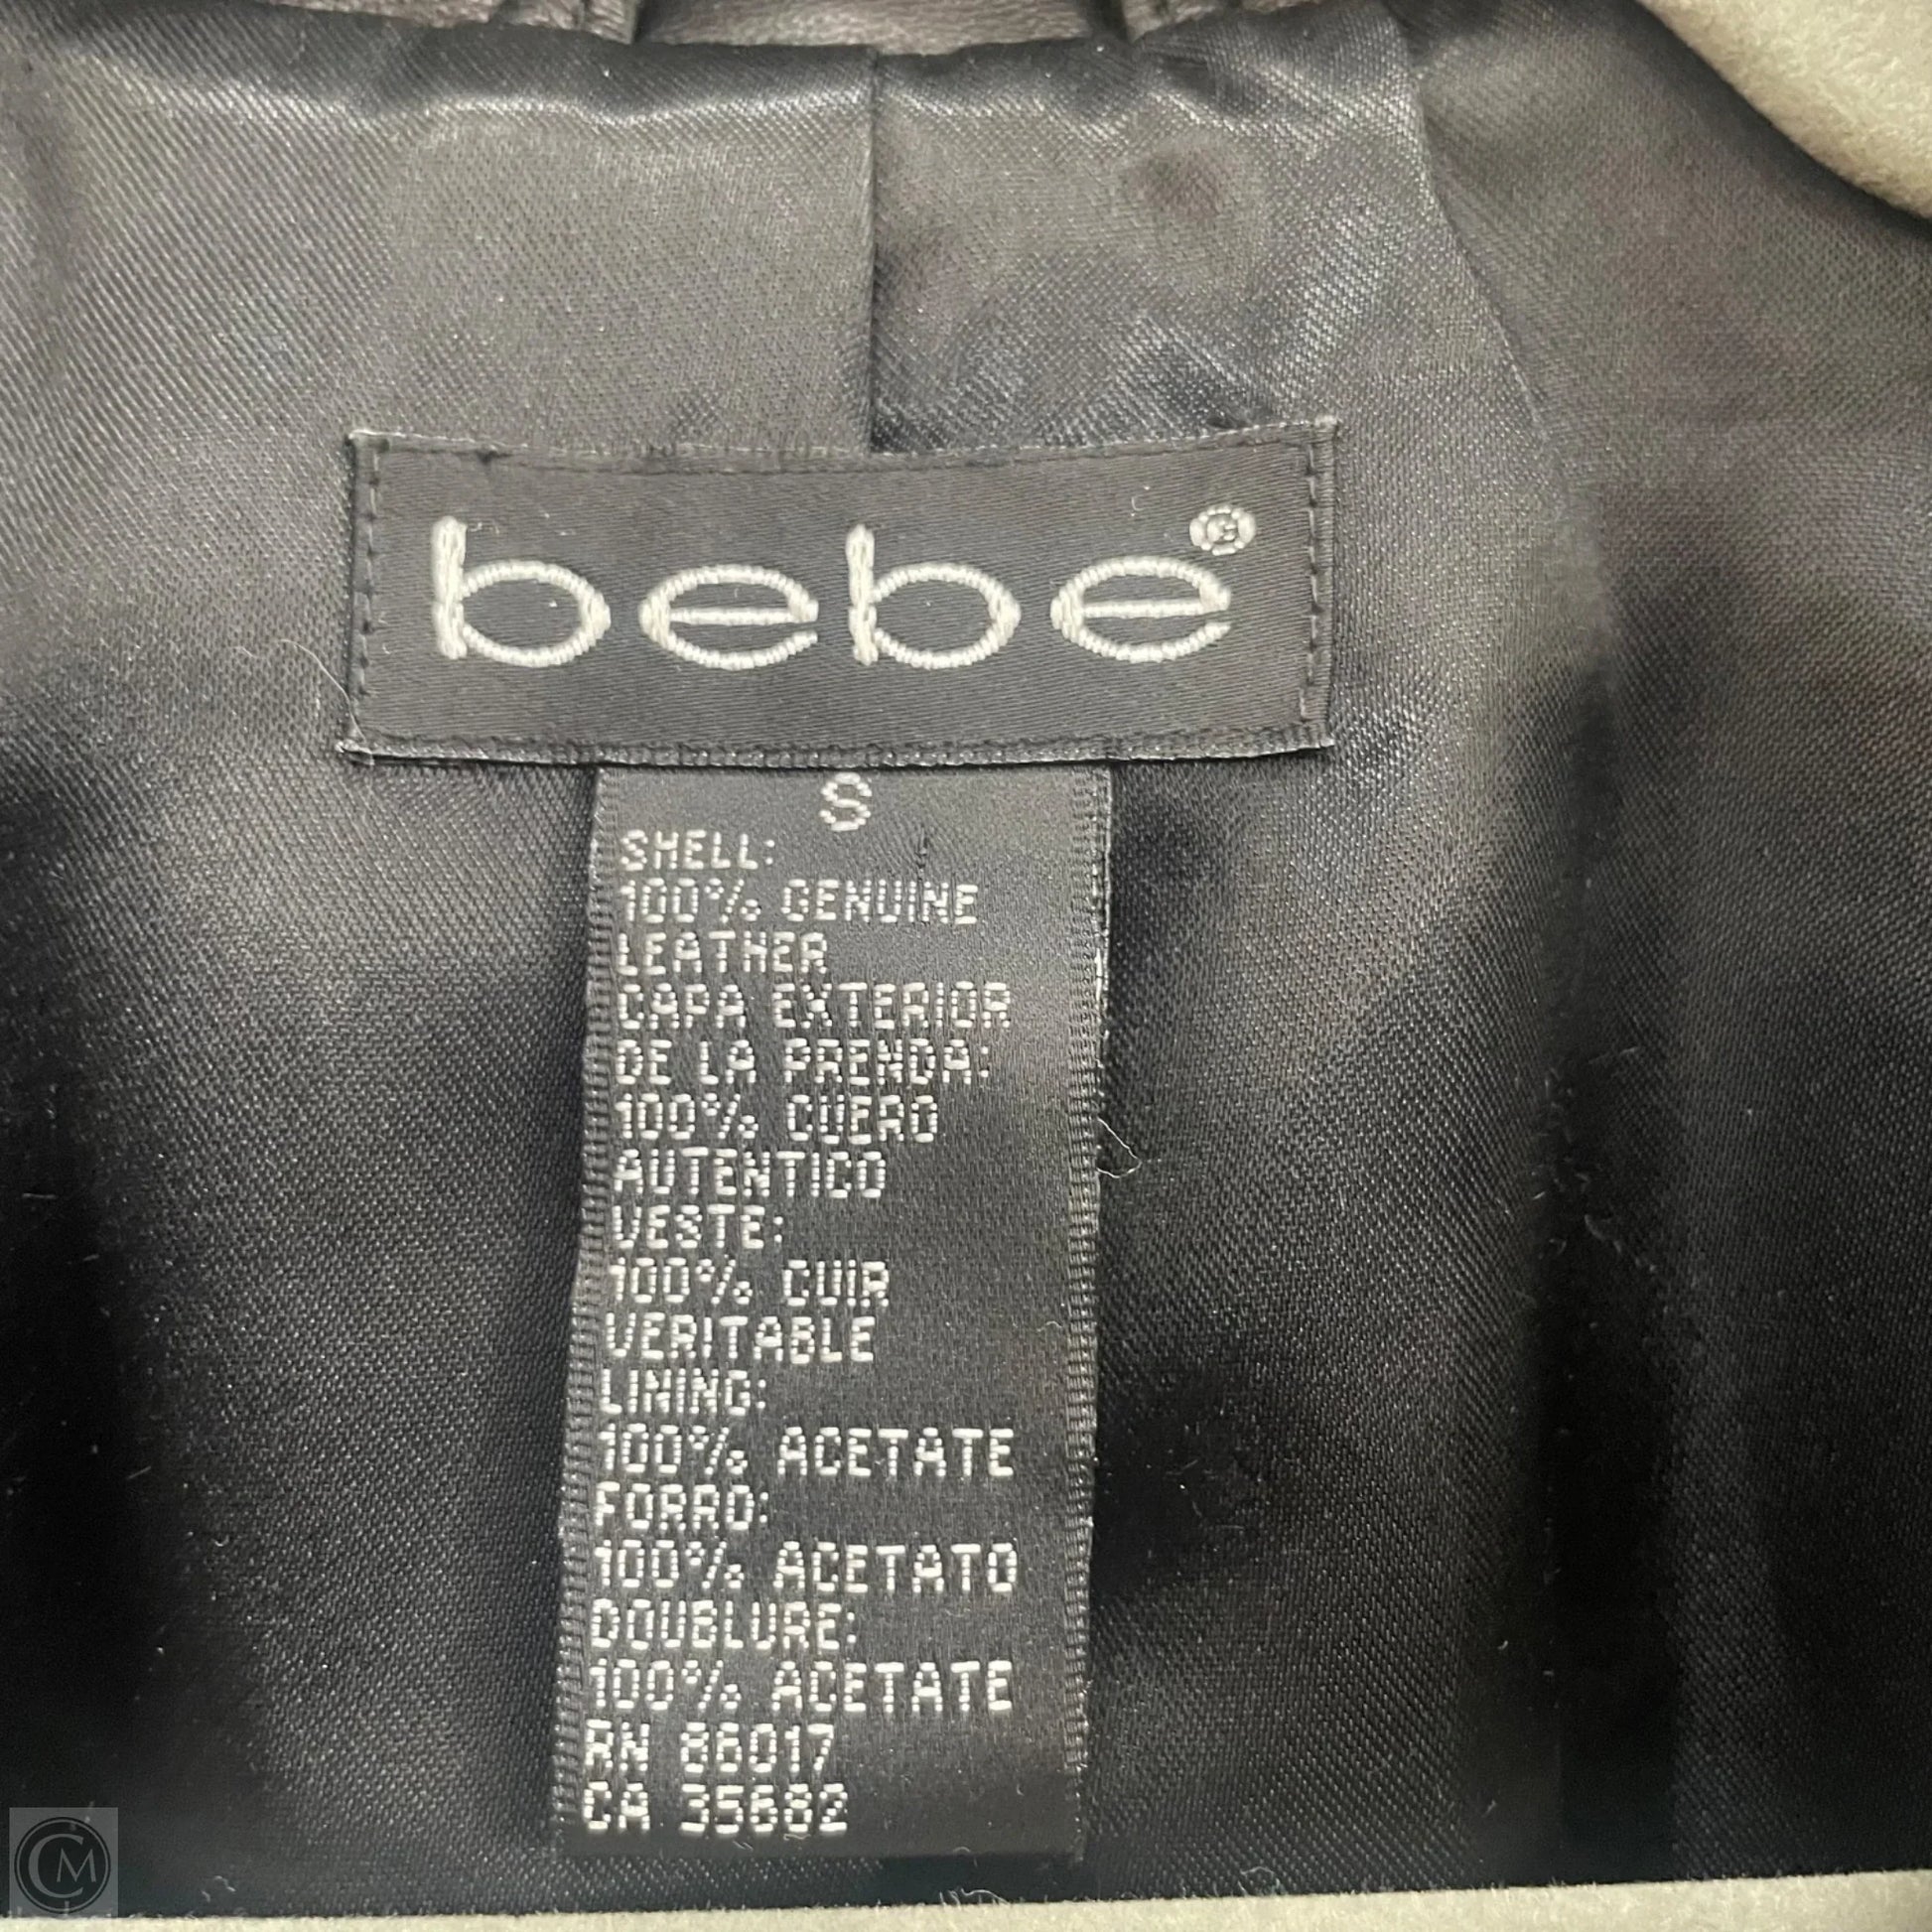 bebe®
S
SHELL:
100% GENUINE
LEATHER
CAPA EXTERIOR
DE LA PRENDA:
100% CUERO
AUTENTICO
VESTE:
100% CUIR
VERITABLE
LINING:
100% ACETATE
FORRO:
100% ACETATO
DOUBLURE:
100% ACETATE
RN 86017
CA 35682
CM